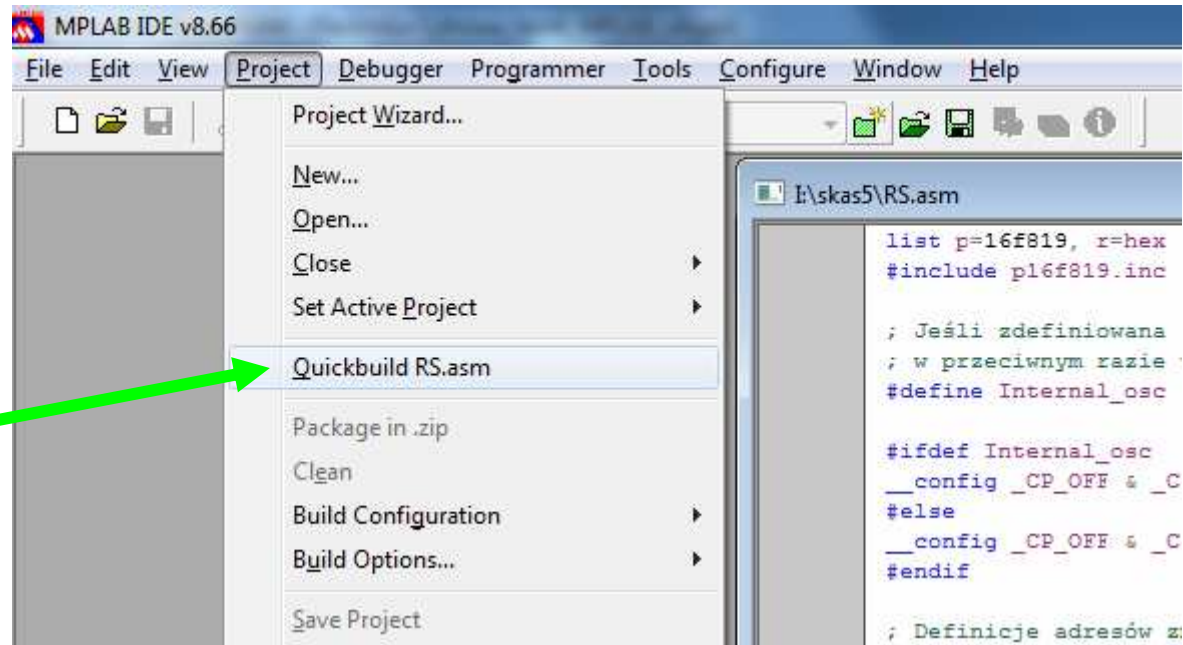 MPLAB IDE v8.66
File Edit View Project Debugger Programmer Tools Configure Window Help
Project Wizard...
New...
Open...
Close
Set Active Project
Quickbuild RS.asm
Package in .zip
Clean
Build Configuration
Build Options...
Save Project
I:\skas5\RS.asm
list p=16f819, r=hex
#include p16f819.inc
; Jeśli zdefiniowana
; w przeciwnym razie
#define Internal_osc
#ifdef Internal_osc
__config _CP_OFF & _C
#else
__config _CP_OFF & _C
#endif
; Definicje adresów